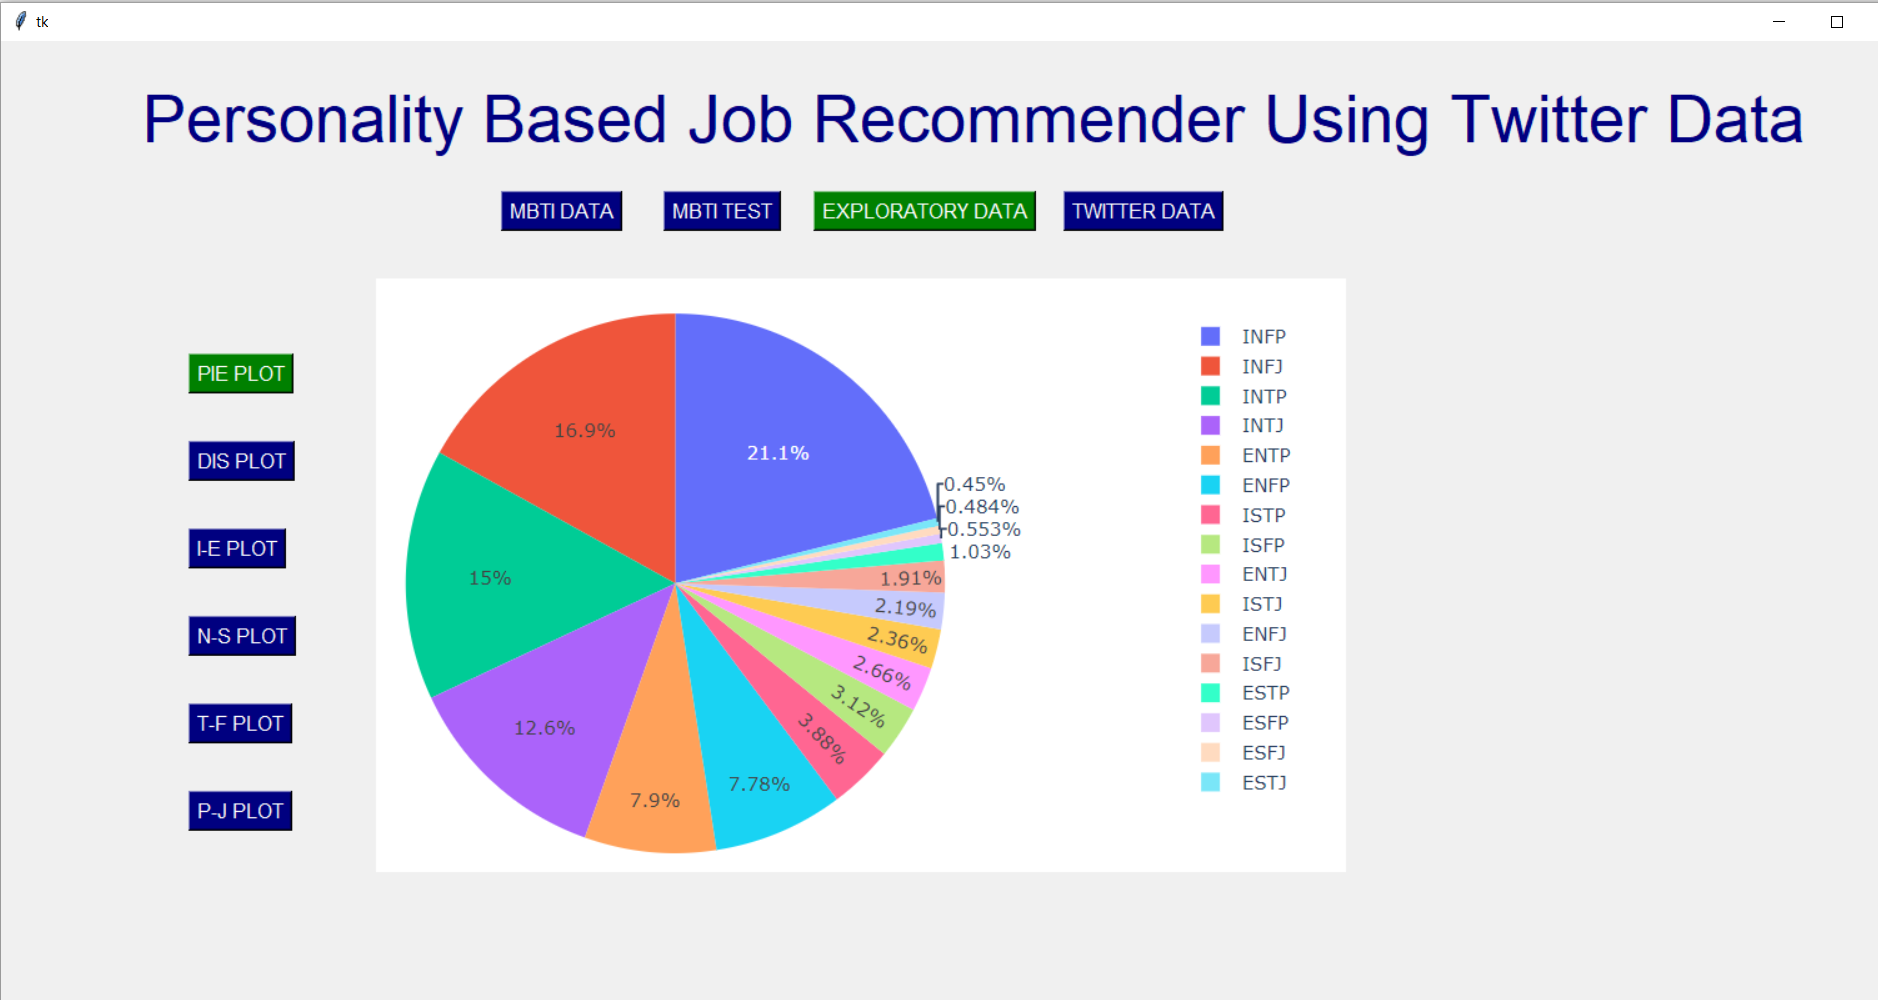 tk
Personality Based Job Recommender Using Twitter Data
MBTI DATA MBTI TEST EXPLORATORY DATA TWITTER DATA
PIE PLOT
DIS PLOT
I-E PLOT
N-S PLOT
T-F PLOT
P-J PLOT
21.1%
16.9%
15%
12.6%
7.9%
7.78%
3.88%
3.12%
2.66%
2.36%
2.19%
1.91%
1.03%
0.553%
0.484%
0.45%
INFP
INFJ
INTP
INTJ
ENTP
ENFP
ISTP
ISFP
ENTJ
ISTJ
ENFJ
ISFJ
ESTP
ESFP
ESFJ
ESTJ